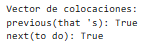 Vector de colocaciones:
previous(that 's): True
next(to do): True